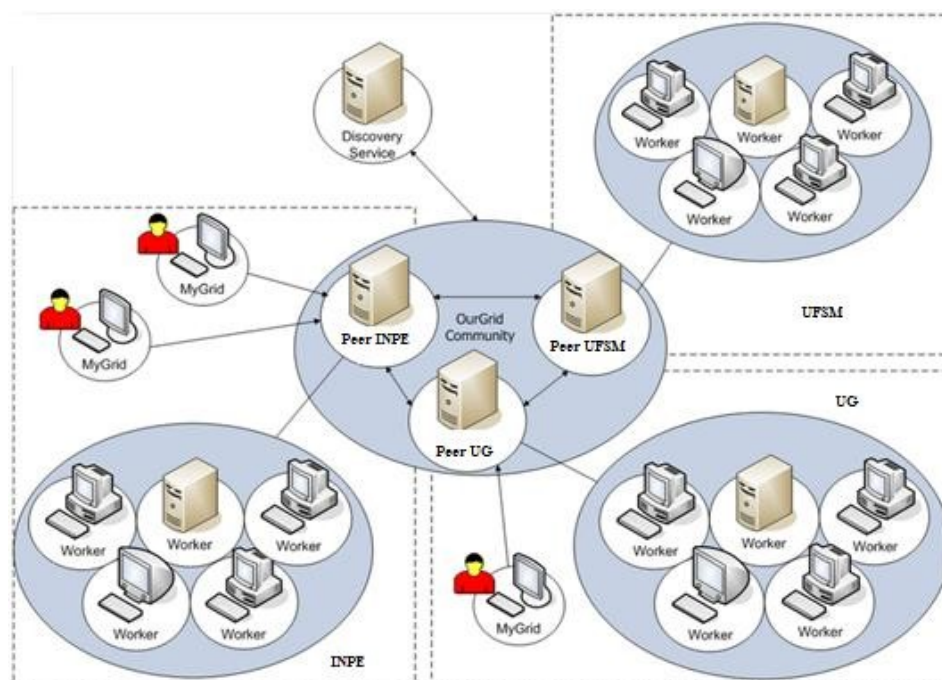 Discovery
Service
Worker
Worker
Worker
Worker
Worker
UFSM
MyGrid
MyGrid
OurGrid
Community
Peer INPE
Peer UFSM
Peer UG
UG
Worker
Worker
Worker
Worker
Worker
INPE
MyGrid
Worker
Worker
Worker
Worker
Worker